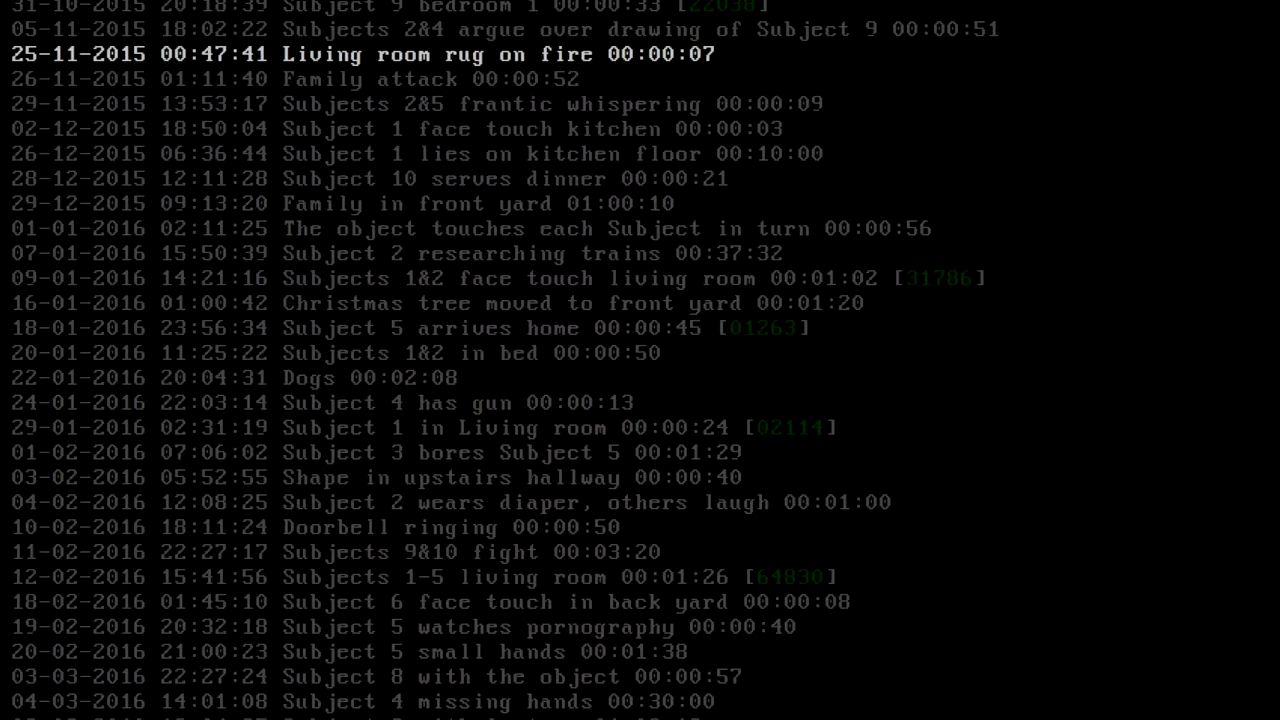 31-10-2015 20:18:39 Subject 9 bedroom 1 00:00:33 [22038]
05-11-2015 18:02:22 Subjects 2&4 argue over drawing of Subject 9 00:00:51
25-11-2015 00:47:41 Living room rug on fire 00:00:07
26-11-2015 01:11:40 Family attack 00:00:52
29-11-2015 13:53:17 Subjects 2&5 frantic whispering 00:00:09
02-12-2015 18:50:04 Subject 1 face touch kitchen 00:00:03
26-12-2015 06:36:44 Subject 1 lies on kitchen floor 00:10:00
28-12-2015 12:11:28 Subject 10 serves dinner 00:00:21
29-12-2015 09:13:20 Family in front yard 01:00:10
01-01-2016 02:11:25 The object touches each Subject in turn 00:00:56
07-01-2016 15:50:39 Subject 2 researching trains 00:37:32
09-01-2016 14:21:16 Subjects 1&2 face touch living room 00:01:02 [31786]
16-01-2016 01:00:42 Christmas tree moved to front yard 00:01:20
18-01-2016 23:56:34 Subject 5 arrives home 00:00:45 [01263]
20-01-2016 11:25:22 Subjects 1&2 in bed 00:00:50
22-01-2016 20:04:31 Dogs 00:02:08
24-01-2016 22:03:14 Subject 4 has gun 00:00:13
29-01-2016 02:31:19 Subject 1 in Living room 00:00:24 [02114]
01-02-2016 07:06:02 Subject 3 bores Subject 5 00:01:29
03-02-2016 05:52:55 Shape in upstairs hallway 00:00:40
04-02-2016 12:08:25 Subject 2 wears diaper, others laugh 00:01:00
10-02-2016 18:11:24 Doorbell ringing 00:00:50
11-02-2016 22:27:17 Subjects 9&10 fight 00:03:20
12-02-2016 15:41:56 Subjects 1-5 living room 00:01:26 [64830]
18-02-2016 01:45:10 Subject 6 face touch in back yard 00:00:08
19-02-2016 20:32:18 Subject 5 watches pornography 00:00:40
20-02-2016 21:00:23 Subject 5 small hands 00:01:38
03-03-2016 22:27:24 Subject 8 with the object 00:00:57
04-03-2016 14:01:08 Subject 4 missing hands 00:30:00